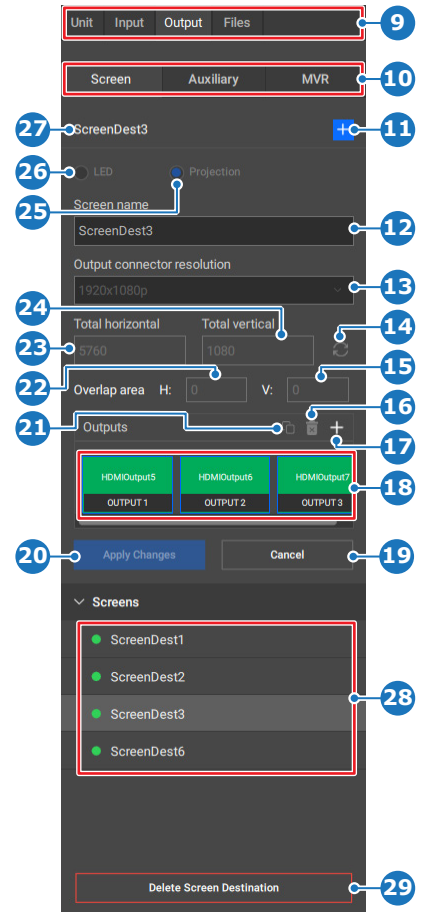 Unit Input Output Files 9
Screen Auxiliary MVR 10
27 ScreenDest3 11
26 LED Projection
25
Screen name
ScreenDest3 12
Output connector resolution
1920x1080p 13
24
Total horizontal Total vertical 14
23 5760 1080
22 15
Overlap area H: 0 V: 0
16
21 Outputs 17
HDMIOutput5 HDMIOutput6 HDMIOutput7 18
OUTPUT 1 OUTPUT 2 OUTPUT 3
20 Apply Changes Cancel 19
Screens
ScreenDest1
ScreenDest2
28
ScreenDest3
ScreenDest6
Delete Screen Destination 29